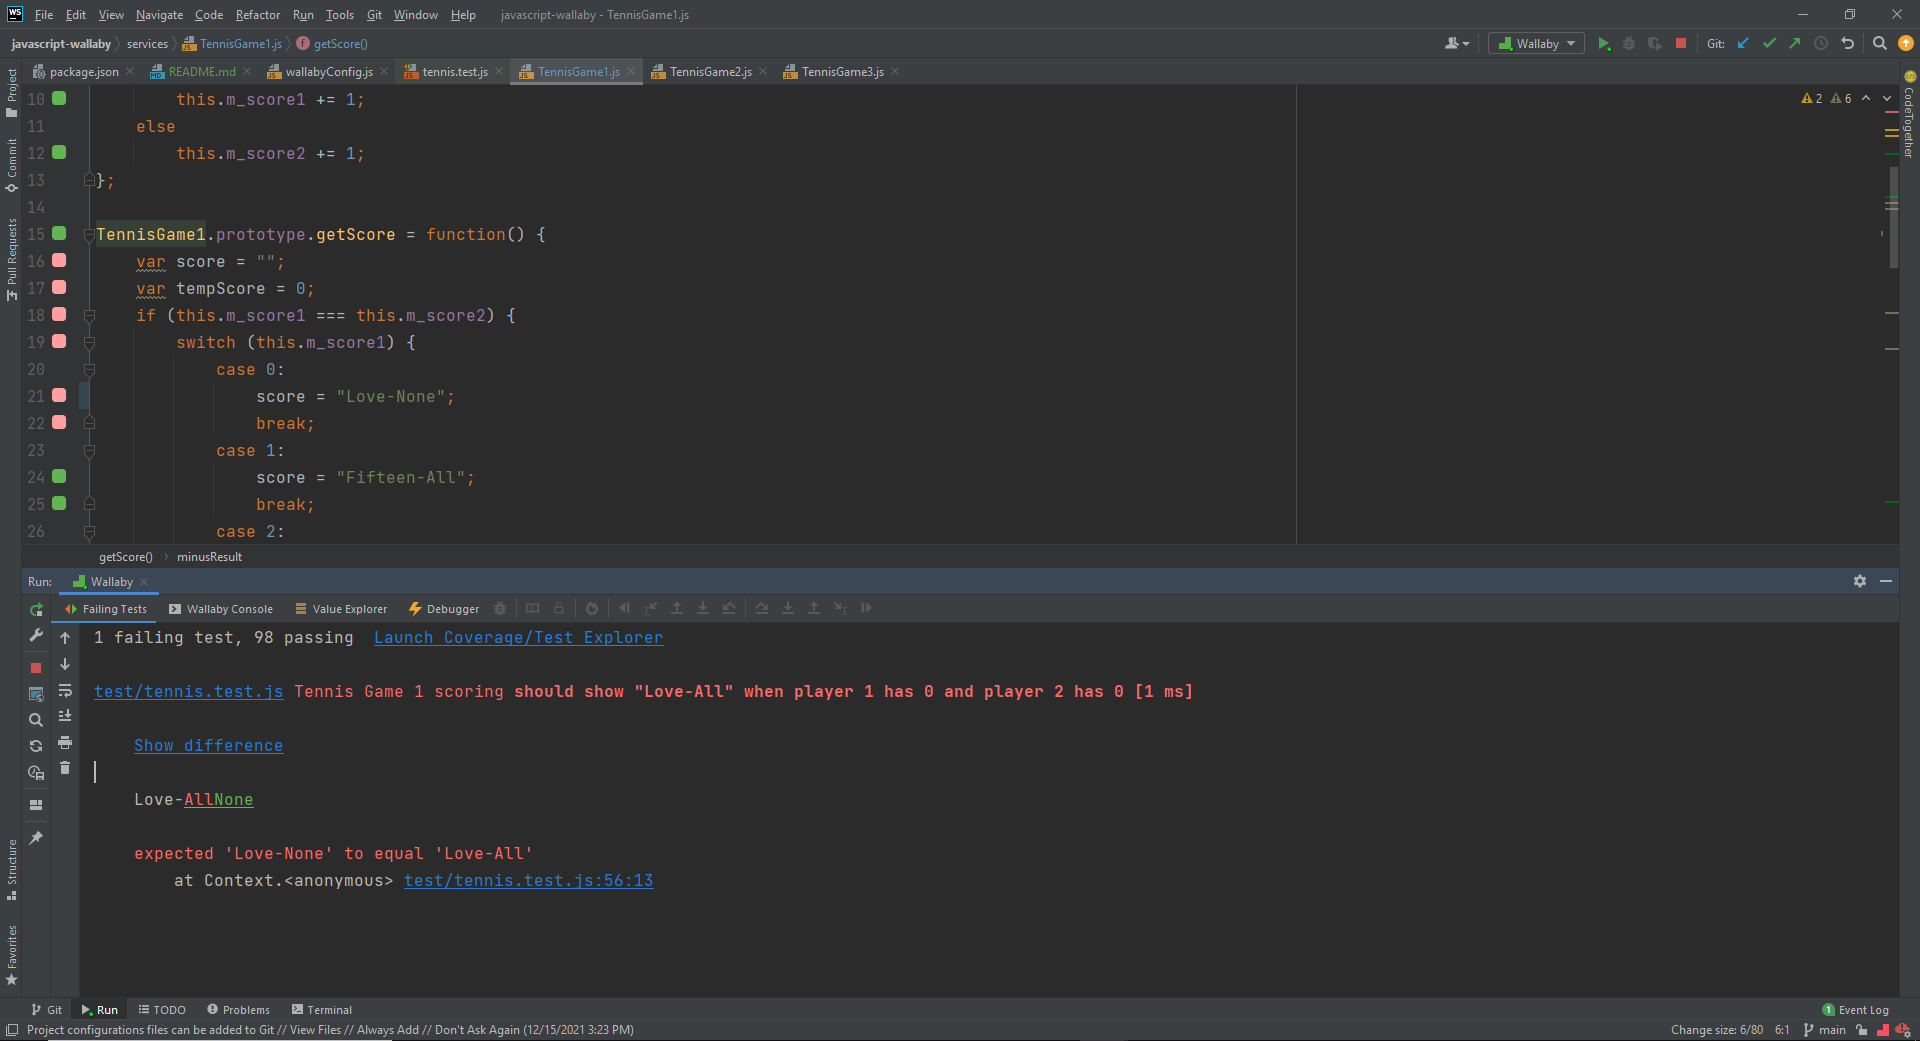 WS File Edit View Navigate Code Refactor Run Tools Git Window Help javascript-wallaby - TennisGame1.js
javascript-wallaby services TennisGame1.js f getScore() Wallaby Git:
package.json README.md wallabyConfig.js tennis.test.js TennisGame1.js TennisGame2.js TennisGame3.js
Project
Commit
Pull Requests
Structure
Favorites
CodeTogether
2 6
10 this.m_score1 += 1;
11 else
12 this.m_score2 += 1;
13 };
14
15 TennisGame1.prototype.getScore = function() {
16 var score = "";
17 var tempScore = 0;
18 if (this.m_score1 === this.m_score2) {
19 switch (this.m_score1) {
20 case 0:
21 score = "Love-None";
22 break;
23 case 1:
24 score = "Fifteen-All";
25 break;
26 case 2:
getScore() minusResult
Run: Wallaby
Failing Tests Wallaby Console Value Explorer Debugger
1 failing test, 98 passing Launch Coverage/Test Explorer
test/tennis.test.js Tennis Game 1 scoring should show "Love-All" when player 1 has 0 and player 2 has 0 [1 ms]
Show difference
Love-AllNone
expected 'Love-None' to equal 'Love-All'
at Context.<anonymous> test/tennis.test.js:56:13
Git Run TODO Problems Terminal 1 Event Log
Project configurations files can be added to Git // View Files // Always Add // Don't Ask Again (12/15/2021 3:23 PM) Change size: 6/80 6:1 main